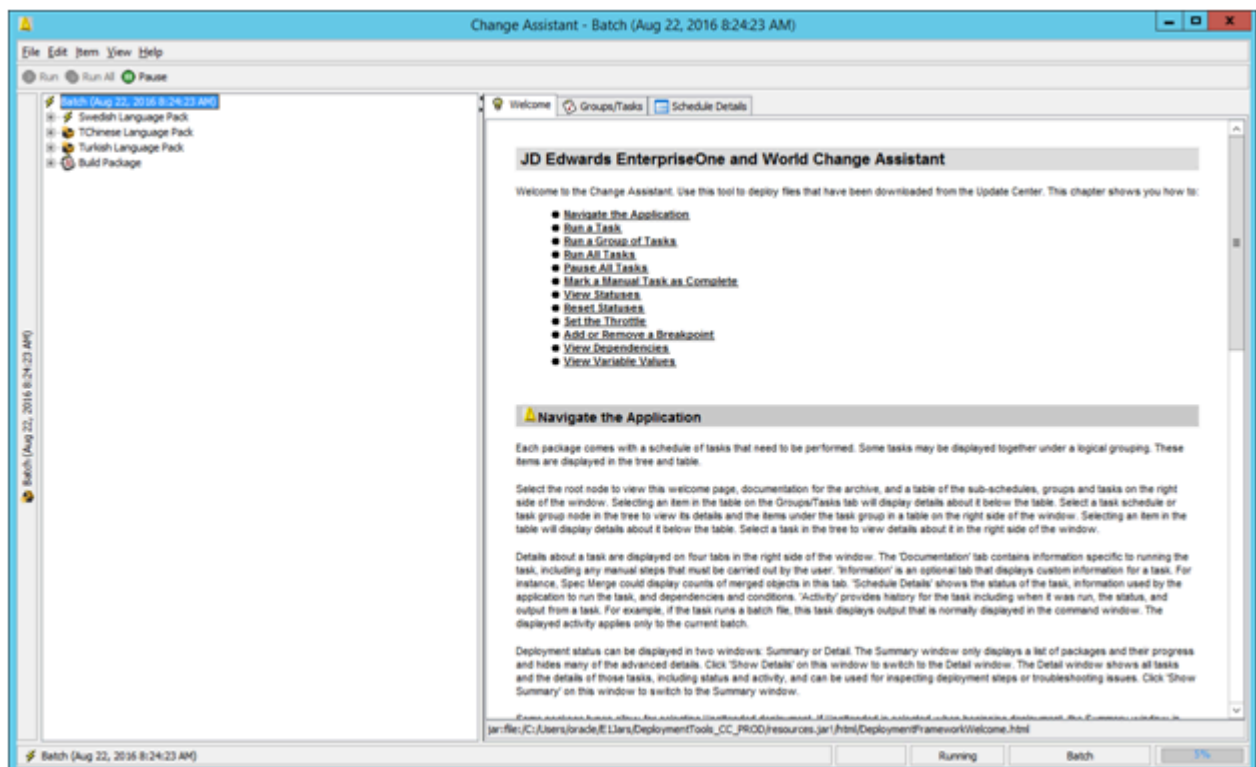 Change Assistant - Batch (Aug 22, 2016 8:24:23 AM)
File Edit Item View Help
Run Run All Pause
Batch (Aug 22, 2016 8:24:23 AM)
Swedish Language Pack
TChinese Language Pack
Turkish Language Pack
Build Package
Batch (Aug 22, 2016 8:24:23 AM)
Welcome Groups/Tasks Schedule Details
JD Edwards EnterpriseOne and World Change Assistant
Welcome to the Change Assistant. Use this tool to deploy files that have been downloaded from the Update Center. This chapter shows you how to:
Navigate the Application
Run a Task
Run a Group of Tasks
Run All Tasks
Pause All Tasks
Mark a Manual Task as Complete
View Statuses
Reset Statuses
Set the Throttle
Add or Remove a Breakpoint
View Dependencies
View Variable Values
Navigate the Application
Each package comes with a schedule of tasks that need to be performed. Some tasks may be displayed together under a logical grouping. These
items are displayed in the tree and table.
Select the root node to view this welcome page, documentation for the archive, and a table of the sub-schedules, groups and tasks on the right
side of the window. Selecting an item in the table on the Groups/Tasks tab will display details about it below the table. Select a task schedule or
task group node in the tree to view its details and the items under the task group in a table on the right side of the window. Selecting an item in the
table will display details about it below the table. Select a task in the tree to view details about it in the right side of the window.
Details about a task are displayed on four tabs in the right side of the window. The 'Documentation' tab contains information specific to running the
task, including any manual steps that must be carried out by the user. 'Information' is an optional tab that displays custom information for a task. For
instance, Spec Merge could display counts of merged objects in this tab. 'Schedule Details' shows the status of the task, information used by the
application to run the task, and dependencies and conditions. 'Activity' provides history for the task including when it was run, the status, and
output from a task. For example, if the task runs a batch file, this task displays output that is normally displayed in the command window. The
displayed activity applies only to the current batch.
Deployment status can be displayed in two windows: Summary or Detail. The Summary window only displays a list of packages and their progress
and hides many of the advanced details. Click 'Show Details' on this window to switch to the Detail window. The Detail window shows all tasks
and the details of those tasks, including status and activity, and can be used for inspecting deployment steps or troubleshooting issues. Click 'Show
Summary' on this window to switch to the Summary window.
jar:file:/C:/Users/oracle/E1Jars/DeploymentTools_CC_PROD/resources.jar!/html/DeploymentFrameworkWelcome.html
Batch (Aug 22, 2016 8:24:23 AM) Running Batch 5%